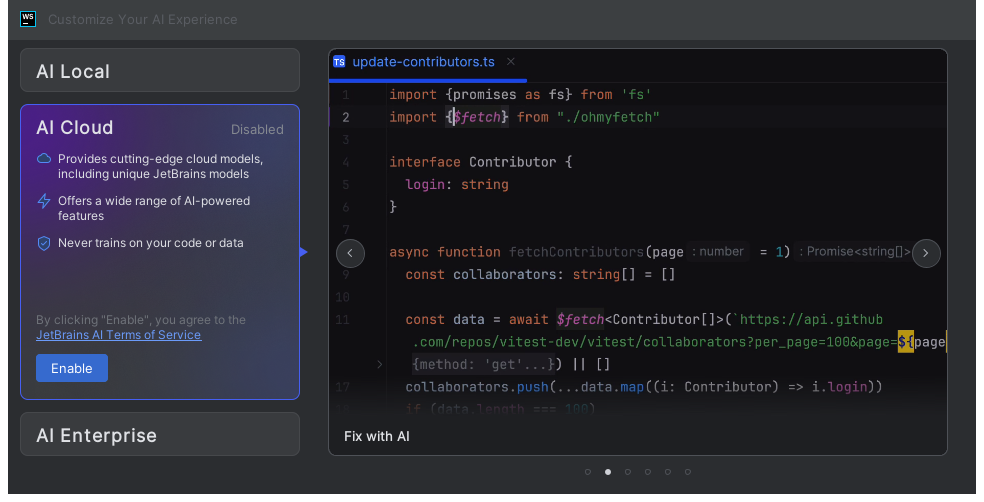 WS
Customize Your AI Experience
AI Local
AI Cloud
Disabled
Provides cutting-edge cloud models,
including unique JetBrains models
Offers a wide range of AI-powered
features
Never trains on your code or data
By clicking "Enable", you agree to the
JetBrains AI Terms of Service
Enable
AI Enterprise
TS update-contributors.ts ×
1 import {promises as fs} from 'fs'
2 import {$fetch} from "./ohmyfetch"
3
4 interface Contributor {
5 login: string
6 }
7
async function fetchContributors(page : number = 1) : Promise<string[]>
9 const collaborators: string[] = []
10
11 const data = await $fetch<Contributor[]>(`https://api.github
.com/repos/vitest-dev/vitest/collaborators?per_page=100&page=${page
{method: 'get'...}) || []
17 collaborators.push(...data.map((i: Contributor) => i.login))
18 if (data.length === 100)
Fix with AI